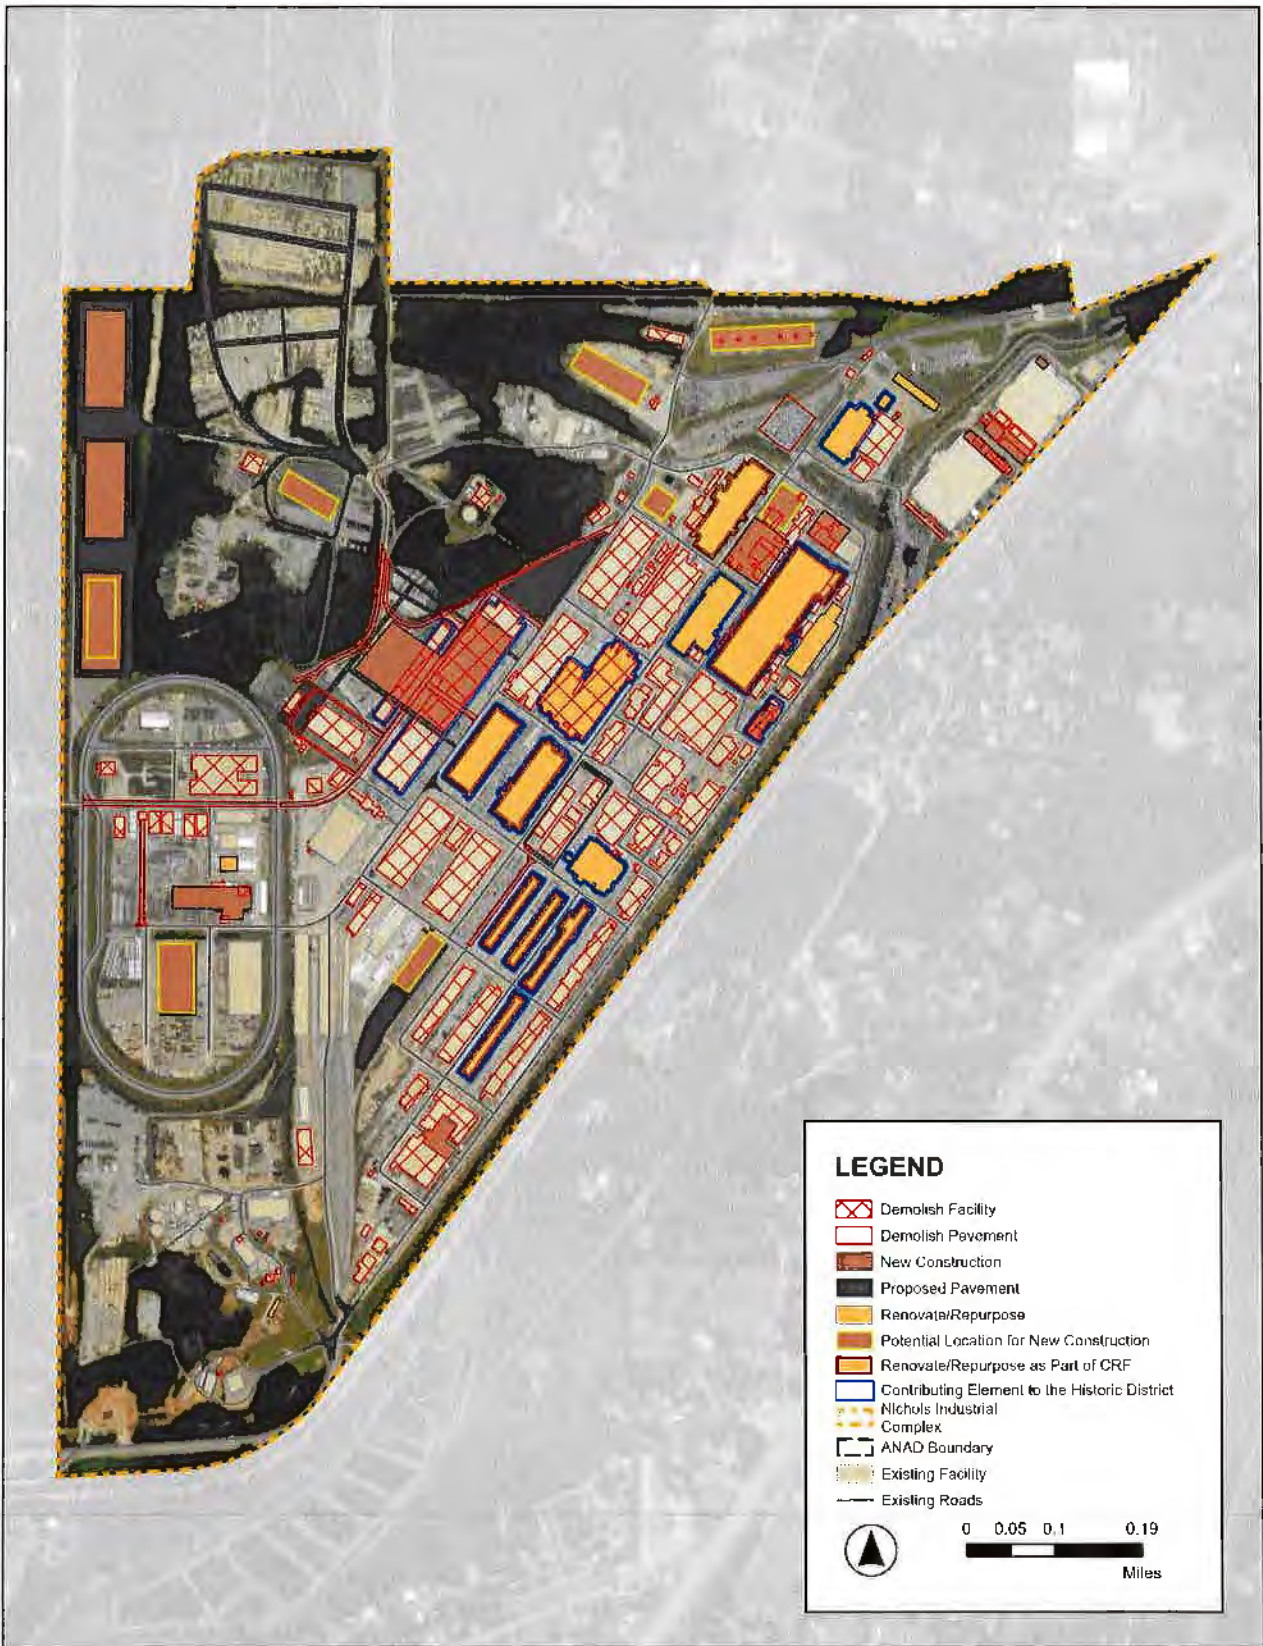 LEGEND
Demolish Facility
Demolish Pavement
New Construction
Proposed Pavement
Renovate/Repurpose
Potential Location for New Construction
Renovate/Repurpose as Part of CRF
Contributing Element to the Historic District
Nichols Industrial
Complex
ANAD Boundary
Existing Facility
Existing Roads
0 0.05 0.1 0.19
Miles